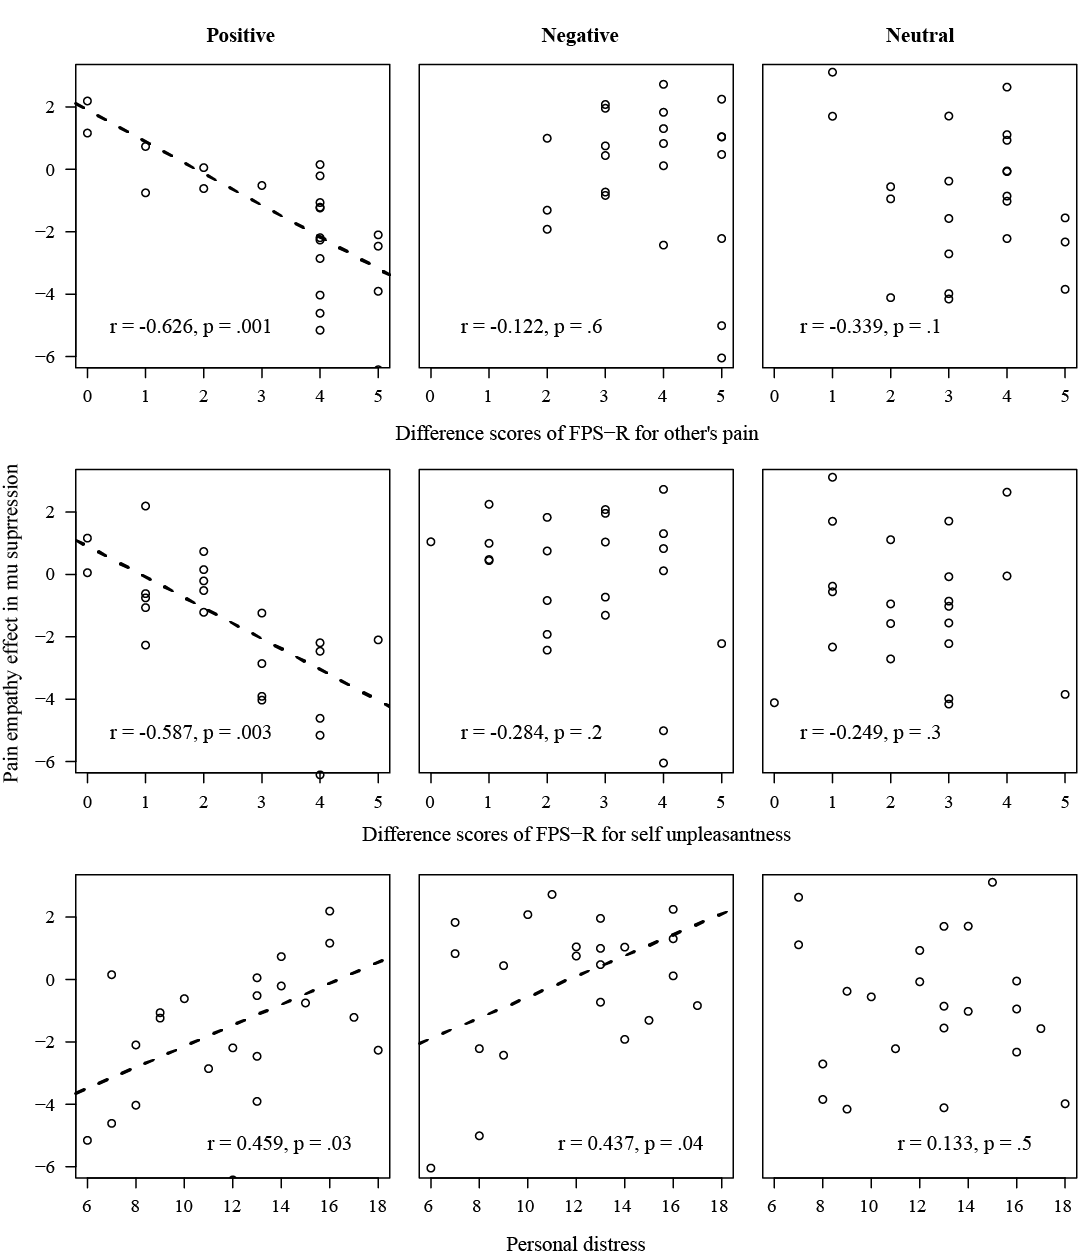 Positive Negative Neutral
2
0
−2
−4
−6
r = -0.626, p = .001 r = -0.122, p = .6 r = -0.339, p = .1
0 1 2 3 4 5 0 1 2 3 4 5 0 1 2 3 4 5
Difference scores of FPS−R for other's pain
Pain empathy effect in mu suprression
2
0
−2
−4
−6
r = -0.587, p = .003 r = -0.284, p = .2 r = -0.249, p = .3
0 1 2 3 4 5 0 1 2 3 4 5 0 1 2 3 4 5
Difference scores of FPS−R for self unpleasantness
2
0
−2
−4
−6
r = 0.459, p = .03 r = 0.437, p = .04 r = 0.133, p = .5
6 8 10 12 14 16 18 6 8 10 12 14 16 18 6 8 10 12 14 16 18
Personal distress